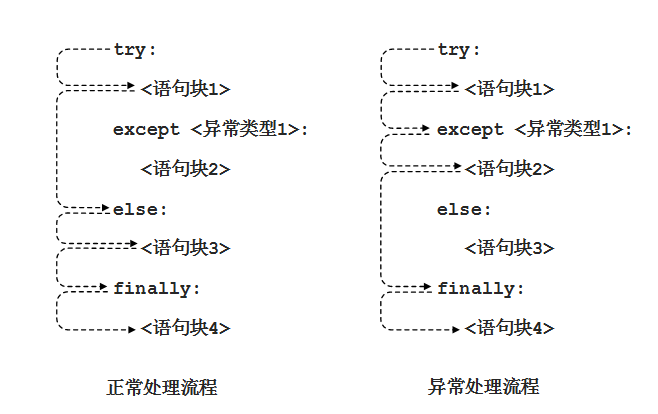 try:
<语句块1>
except <异常类型1>:
<语句块2>
else:
<语句块3>
finally:
<语句块4>
正常处理流程
try:
<语句块1>
except <异常类型1>:
<语句块2>
else:
<语句块3>
finally:
<语句块4>
异常处理流程